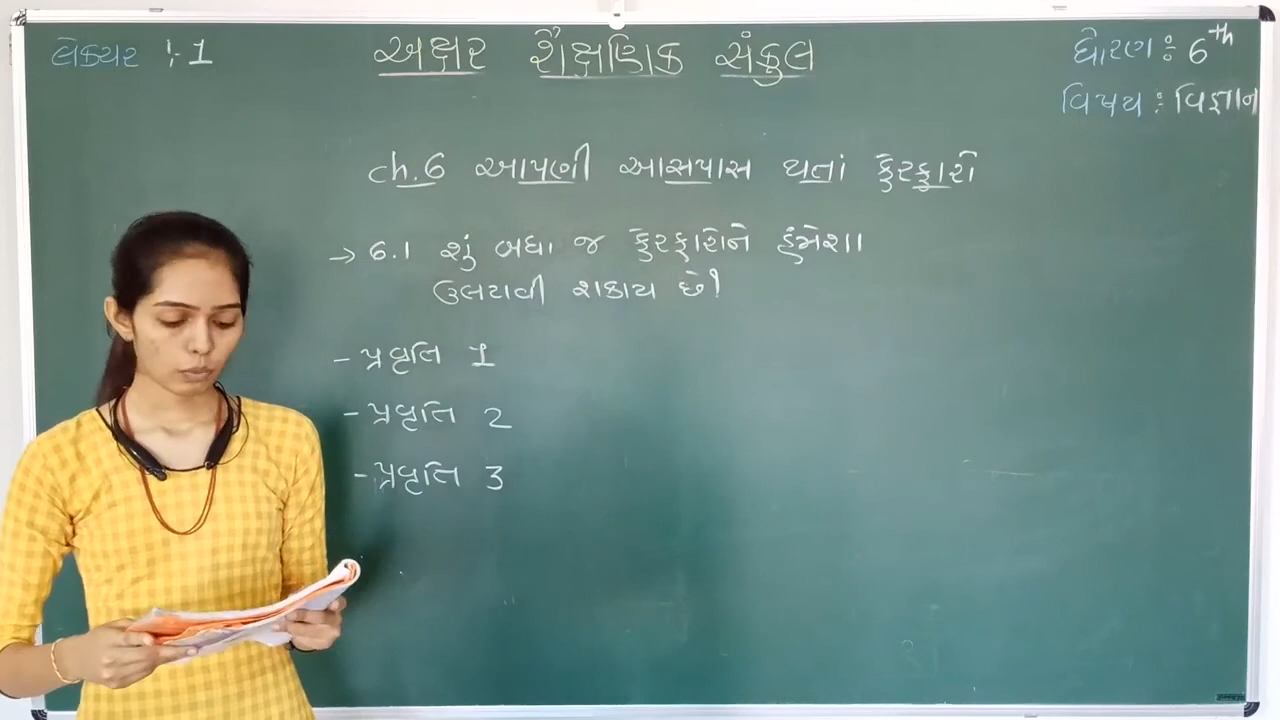 લેકચર : 1
અક્ષર શૈક્ષણિક સંકુલ
ધોરણ : 6th
વિષય : વિજ્ઞાન
ch.6 આપણી આસપાસ થતાં ફેરફારો
→ 6.1 શું બધા જ ફેરફારોને હંમેશા
ઉલટાવી શકાય છે?
- પ્રવૃતિ 1
- પ્રવૃતિ 2
- પ્રવૃતિ 3